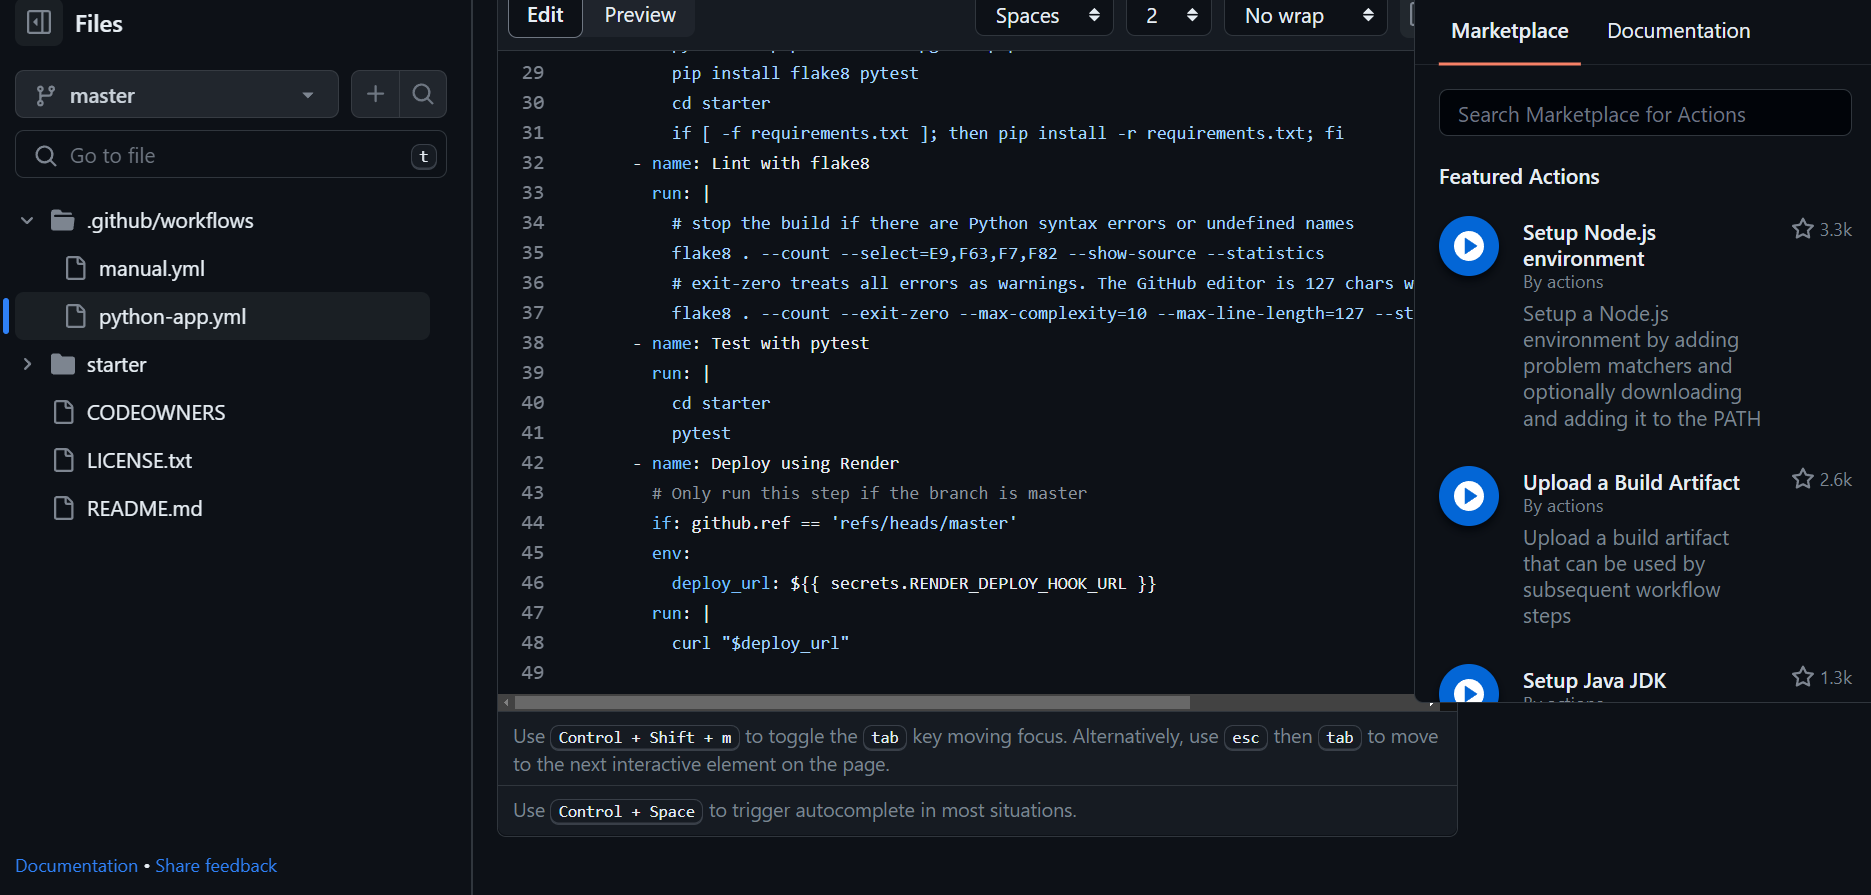 Files
master
Go to file
t
.github/workflows
manual.yml
python-app.yml
starter
CODEOWNERS
LICENSE.txt
README.md
Documentation • Share feedback
Edit
Preview
Spaces
2
No wrap
29 pip install flake8 pytest
30 cd starter
31 if [ -f requirements.txt ]; then pip install -r requirements.txt; fi
32 - name: Lint with flake8
33 run: |
34 # stop the build if there are Python syntax errors or undefined names
35 flake8 . --count --select=E9,F63,F7,F82 --show-source --statistics
36 # exit-zero treats all errors as warnings. The GitHub editor is 127 chars w
37 flake8 . --count --exit-zero --max-complexity=10 --max-line-length=127 --st
38 - name: Test with pytest
39 run: |
40 cd starter
41 pytest
42 - name: Deploy using Render
43 # Only run this step if the branch is master
44 if: github.ref == 'refs/heads/master'
45 env:
46 deploy_url: ${{ secrets.RENDER_DEPLOY_HOOK_URL }}
47 run: |
48 curl "$deploy_url"
49
Use Control + Shift + m to toggle the tab key moving focus. Alternatively, use esc then tab to move
to the next interactive element on the page.
Use Control + Space to trigger autocomplete in most situations.
Marketplace
Documentation
Search Marketplace for Actions
Featured Actions
Setup Node.js
environment
3.3k
By actions
Setup a Node.js
environment by adding
problem matchers and
optionally downloading
and adding it to the PATH
Upload a Build Artifact
2.6k
By actions
Upload a build artifact
that can be used by
subsequent workflow
steps
Setup Java JDK
1.3k
By actions